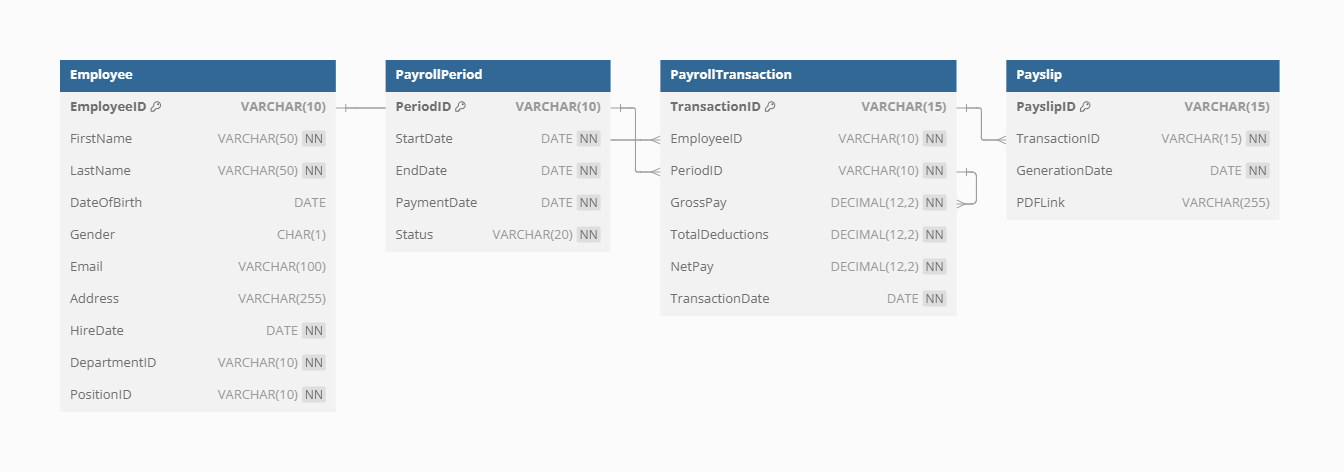 Employee
EmployeeID VARCHAR(10)
FirstName VARCHAR(50) NN
LastName VARCHAR(50) NN
DateOfBirth DATE
Gender CHAR(1)
Email VARCHAR(100)
Address VARCHAR(255)
HireDate DATE NN
DepartmentID VARCHAR(10) NN
PositionID VARCHAR(10) NN
PayrollPeriod
PeriodID VARCHAR(10)
StartDate DATE NN
EndDate DATE NN
PaymentDate DATE NN
Status VARCHAR(20) NN
PayrollTransaction
TransactionID VARCHAR(15)
EmployeeID VARCHAR(10) NN
PeriodID VARCHAR(10) NN
GrossPay DECIMAL(12,2) NN
TotalDeductions DECIMAL(12,2) NN
NetPay DECIMAL(12,2) NN
TransactionDate DATE NN
Payslip
PayslipID VARCHAR(15)
TransactionID VARCHAR(15) NN
GenerationDate DATE NN
PDFLink VARCHAR(255)